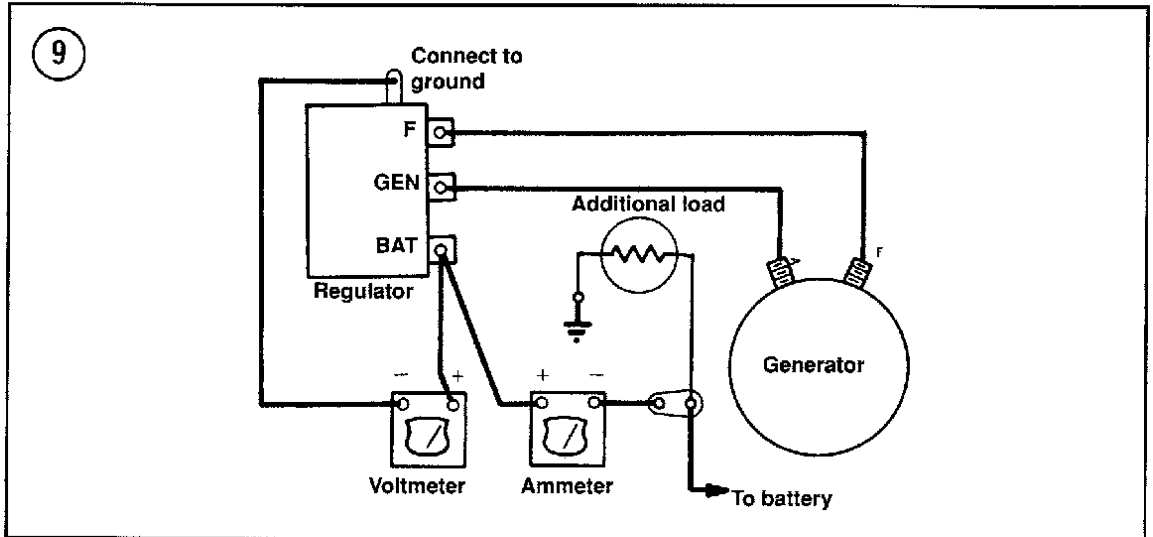 9
Connect to
ground
F
GEN
BAT
Regulator
Additional load
F
Generator
− +
+ −
Voltmeter
Ammeter
To battery